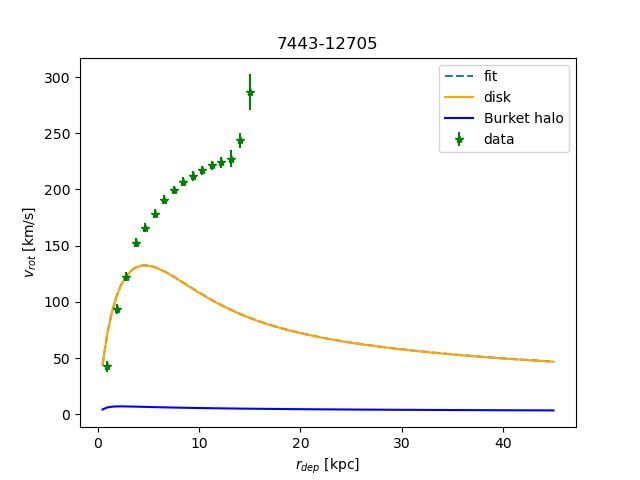 7443-12705
fit
disk
Burket halo
data
300
250
200
150
100
50
0
v_rot [km/s]
0 10 20 30 40
r_dep [kpc]